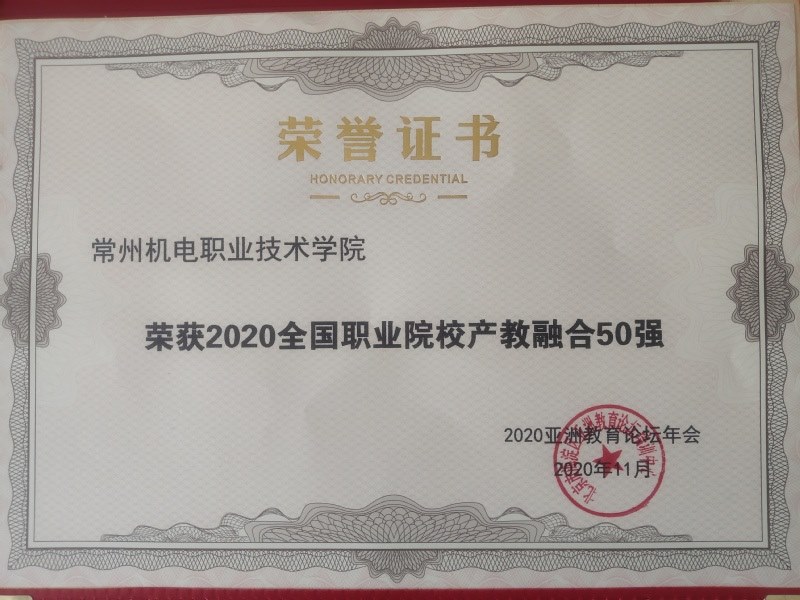 荣誉证书
HONORARY CREDENTIAL
常州机电职业技术学院
荣获2020全国职业院校产教融合50强
2020亚洲教育论坛年会
2020年11月